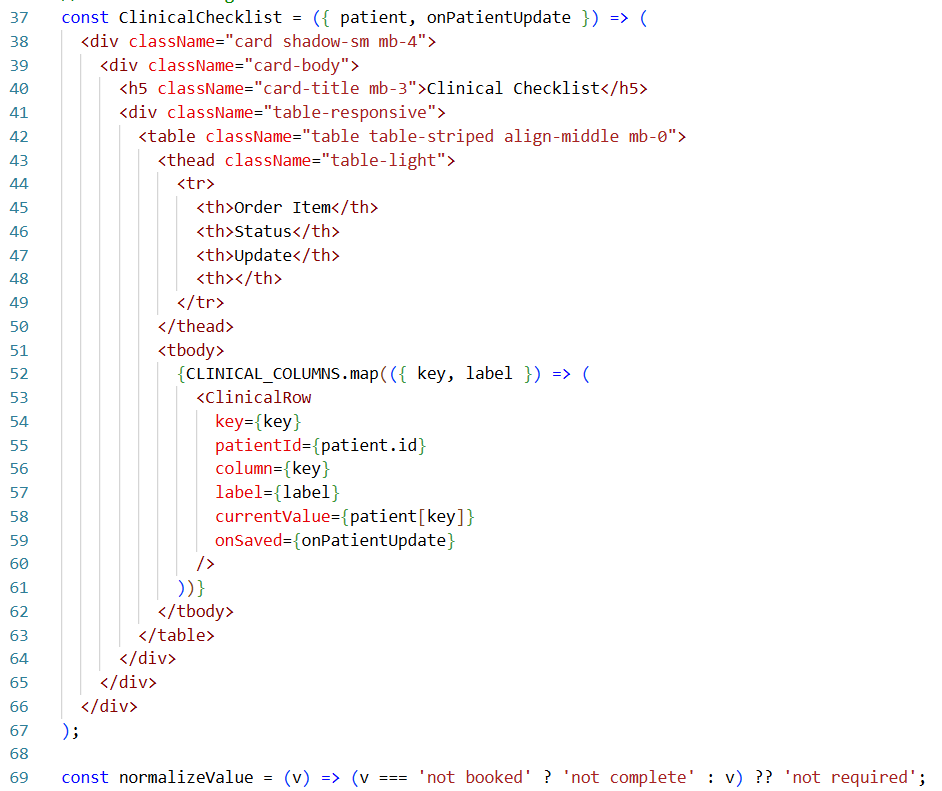 37 const ClinicalChecklist = ({ patient, onPatientUpdate }) => (
38 <div className="card shadow-sm mb-4">
39 <div className="card-body">
40 <h5 className="card-title mb-3">Clinical Checklist</h5>
41 <div className="table-responsive">
42 <table className="table table-striped align-middle mb-0">
43 <thead className="table-light">
44 <tr>
45 <th>Order Item</th>
46 <th>Status</th>
47 <th>Update</th>
48 <th></th>
49 </tr>
50 </thead>
51 <tbody>
52 {CLINICAL_COLUMNS.map(({ key, label }) => (
53 <ClinicalRow
54 key={key}
55 patientId={patient.id}
56 column={key}
57 label={label}
58 currentValue={patient[key]}
59 onSaved={onPatientUpdate}
60 />
61 ))}
62 </tbody>
63 </table>
64 </div>
65 </div>
66 </div>
67 );
68
69 const normalizeValue = (v) => (v === 'not booked' ? 'not complete' : v) ?? 'not required';